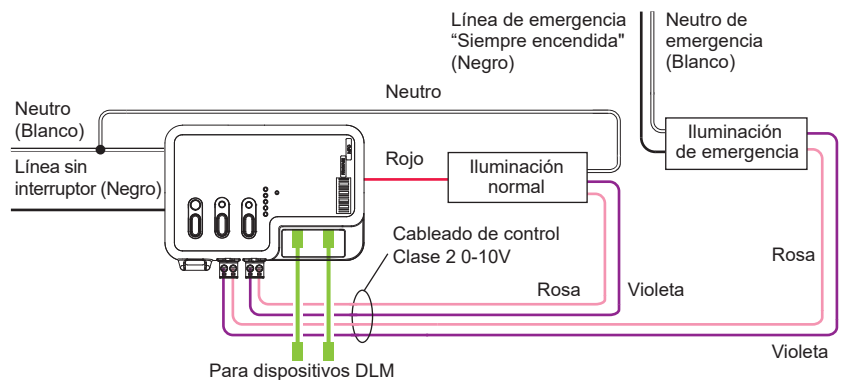 Línea de emergencia
“Siempre encendida"
(Negro)
Neutro de
emergencia
(Blanco)
Neutro
Neutro
(Blanco)
Línea sin
interruptor (Negro)
Rojo
Iluminación
normal
Iluminación
de emergencia
Cableado de control
Clase 2 0-10V
Rosa
Rosa
Violeta
Violeta
Para dispositivos DLM